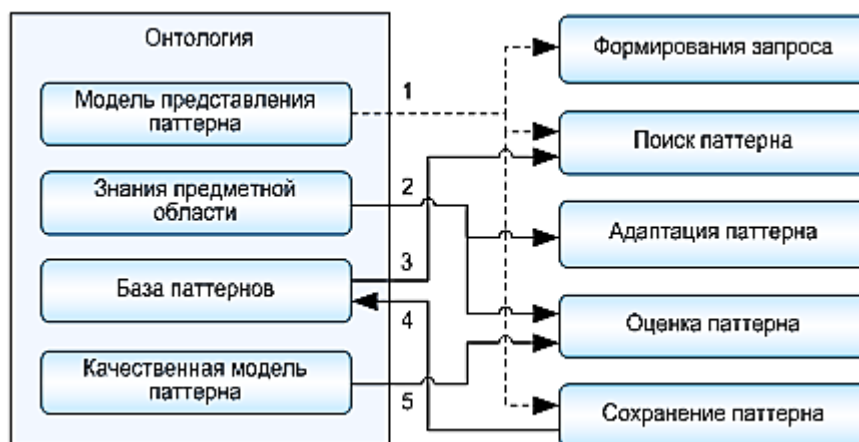 Онтология
Модель представления
паттерна
Знания предметной
области
База паттернов
Качественная модель
паттерна
1
2
3
4
5
Формирования запроса
Поиск паттерна
Адаптация паттерна
Оценка паттерна
Сохранение паттерна